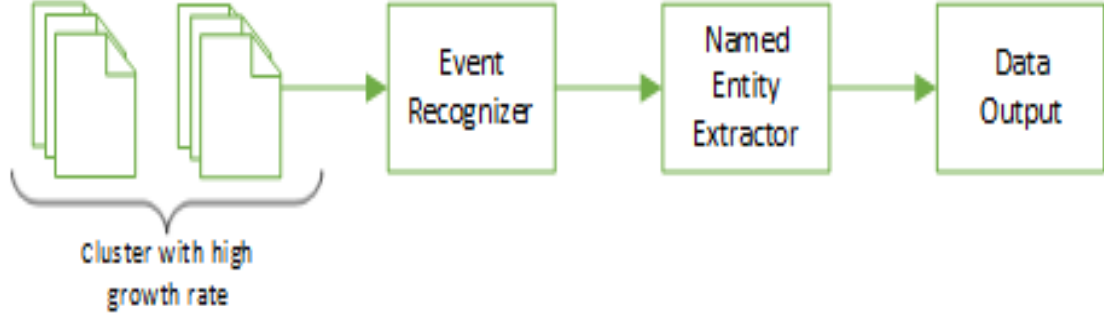 Event
Recognizer
Named
Entity
Extractor
Data
Output
Cluster with high
growth rate